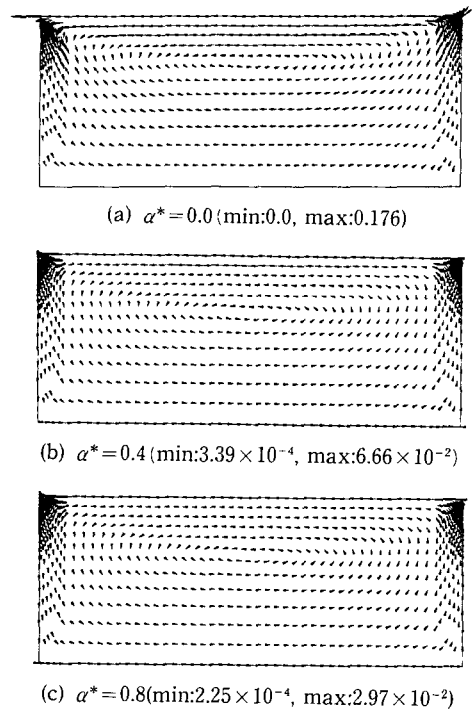 (a) α*=0.0(min:0.0, max:0.176)
(b) α*=0.4(min:3.39×10⁻⁴, max:6.66×10⁻²)
(c) α*=0.8(min:2.25×10⁻⁴, max:2.97×10⁻²)